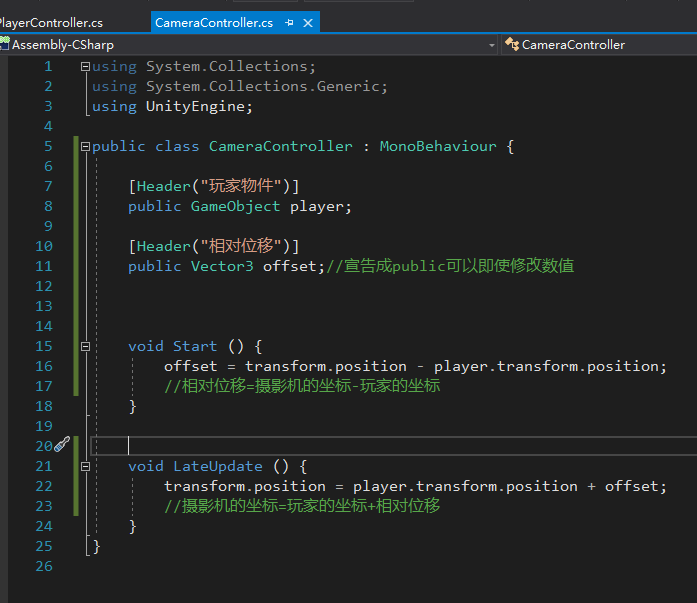 PlayerController.cs
CameraController.cs
Assembly-CSharp
CameraController
1 using System.Collections;
2 using System.Collections.Generic;
3 using UnityEngine;
4
5 public class CameraController : MonoBehaviour {
6
7 [Header("玩家物件")]
8 public GameObject player;
9
10 [Header("相对位移")]
11 public Vector3 offset;//宣告成public可以即使修改数值
12
13
14
15 void Start () {
16 offset = transform.position - player.transform.position;
17 //相对位移=摄影机的坐标-玩家的坐标
18 }
19
20
21 void LateUpdate () {
22 transform.position = player.transform.position + offset;
23 //摄影机的坐标=玩家的坐标+相对位移
24 }
25 }
26